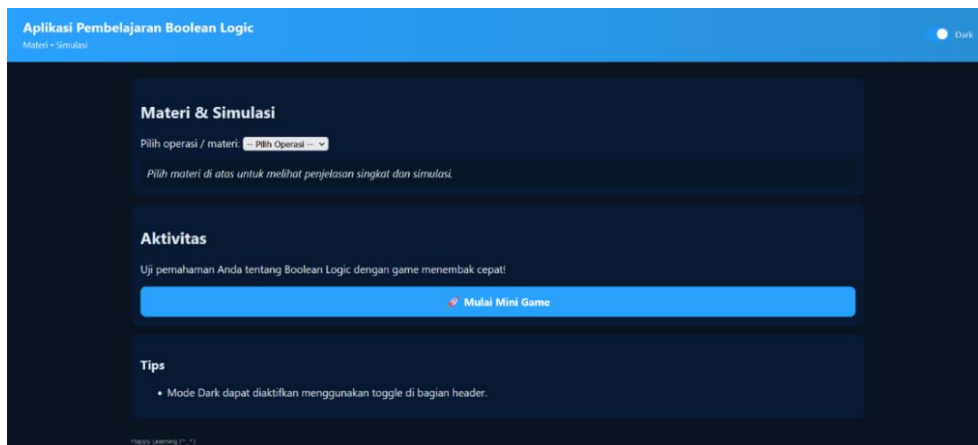 Aplikasi Pembelajaran Boolean Logic
Materi • Simulasi
Dark
Materi & Simulasi
Pilih operasi / materi: -- Pilih Operasi --
Pilih materi di atas untuk melihat penjelasan singkat dan simulasi.
Aktivitas
Uji pemahaman Anda tentang Boolean Logic dengan game menembak cepat!
🚀 Mulai Mini Game
Tips
• Mode Dark dapat diaktifkan menggunakan toggle di bagian header.
Happy Learning (^_^)